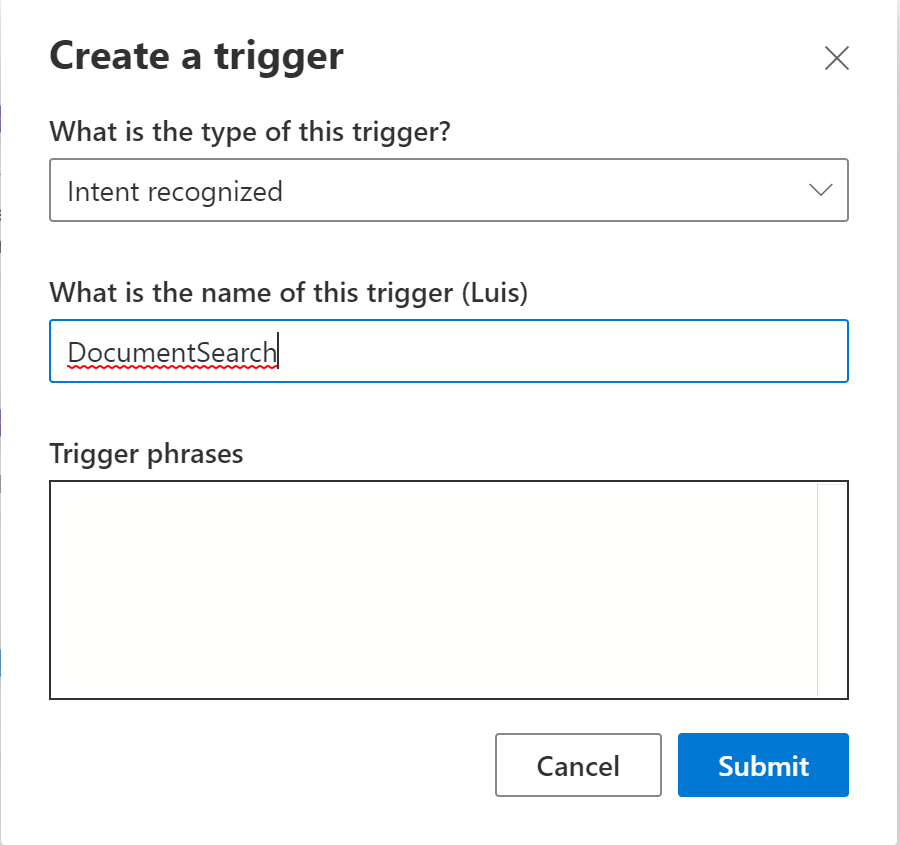 Create a trigger
What is the type of this trigger?
Intent recognized
What is the name of this trigger (Luis)
DocumentSearch
Trigger phrases
Cancel
Submit